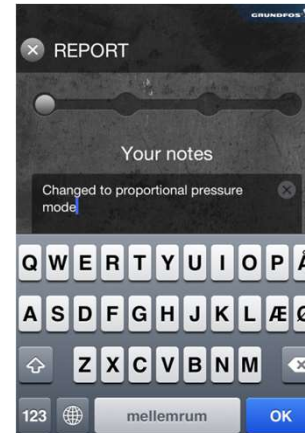 GRUNDFOS
REPORT
Your notes
Changed to proportional pressure
mode
Q W E R T Y U I O P Å
A S D F G H J K L Æ Ø
Z X C V B N M
123 mellemrum OK